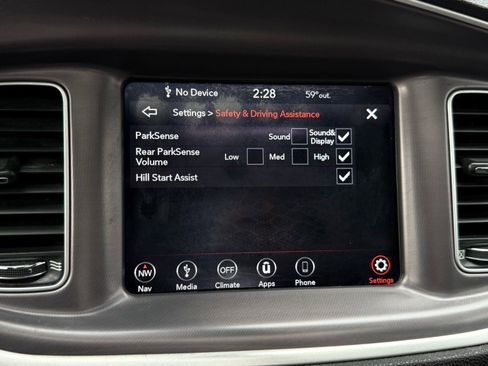 No Device 2:28 59° out.
Settings > Safety & Driving Assistance
ParkSense Sound Sound& Display
Rear ParkSense Volume Low Med High
Hill Start Assist
NW OFF
Nav Media Climate Apps Phone Settings